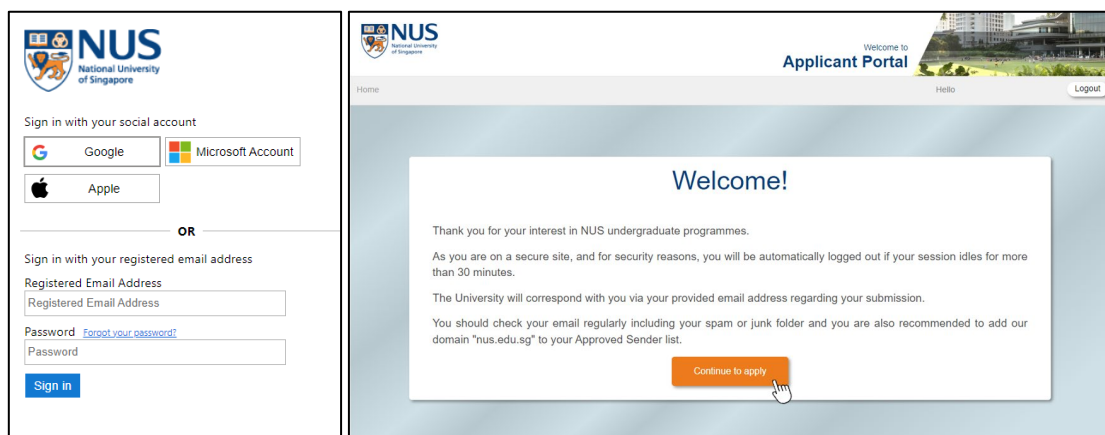 NUS
National University
of Singapore
Sign in with your social account
Google
Microsoft Account
Apple
OR
Sign in with your registered email address
Registered Email Address
Registered Email Address
Password Forgot your password?
Password
Sign in
NUS
National University
of Singapore
Welcome to
Applicant Portal
Home
Hello
Logout
Welcome!
Thank you for your interest in NUS undergraduate programmes.
As you are on a secure site, and for security reasons, you will be automatically logged out if your session idles for more
than 30 minutes.
The University will correspond with you via your provided email address regarding your submission.
You should check your email regularly including your spam or junk folder and you are also recommended to add our
domain "nus.edu.sg" to your Approved Sender list.
Continue to apply